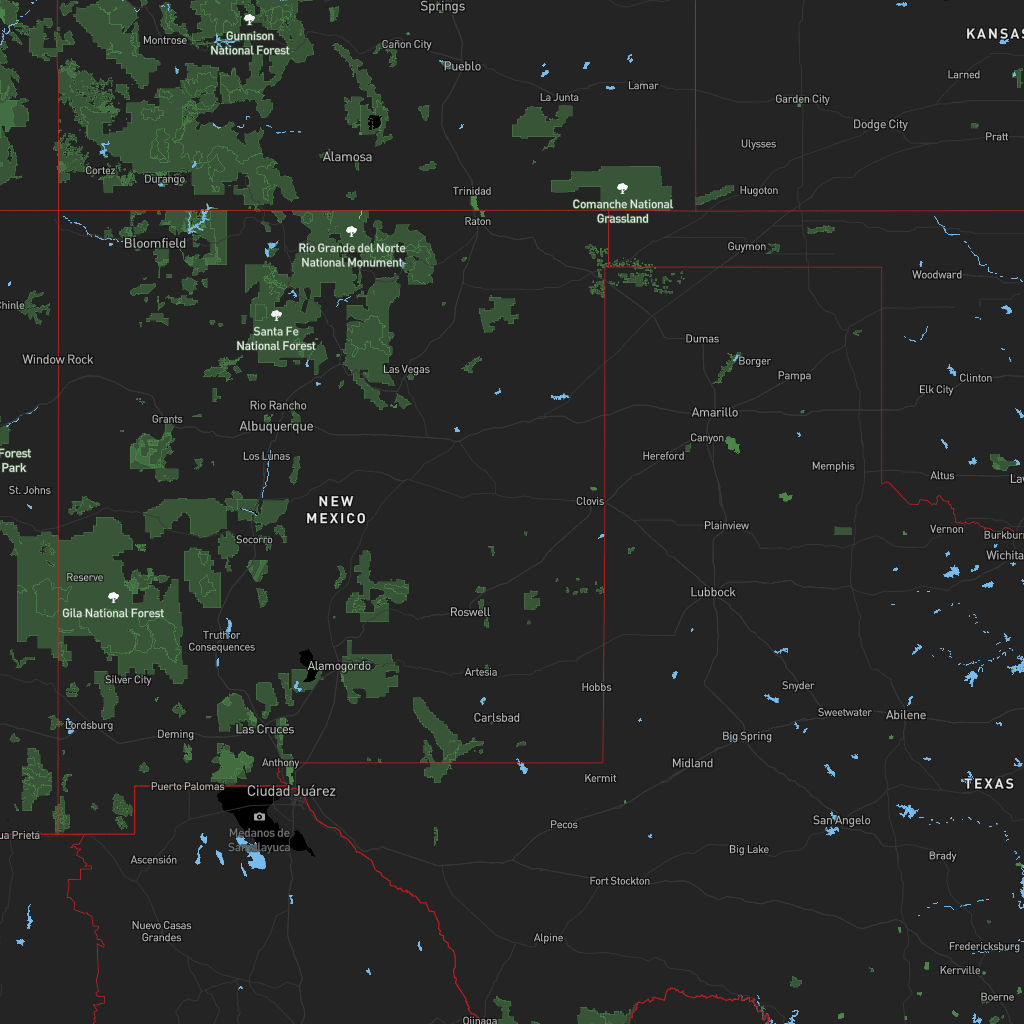 Springs
KANSAS
Gunnison
National Forest
Montrose
Cañon City
Pueblo
Larned
Lamar
La Junta
Garden City
Dodge City
Pratt
Ulysses
Alamosa
Cortez
Durango
Trinidad
Hugoton
Comanche National
Grassland
Raton
Bloomfield
Rio Grande del Norte
National Monument
Guymon
Woodward
Chinle
Santa Fe
National Forest
Dumas
Window Rock
Borger
Las Vegas
Pampa
Clinton
Elk City
Rio Rancho
Amarillo
Grants
Albuquerque
Canyon
Forest
Park
Los Lunas
Hereford
Memphis
Altus
St. Johns
NEW
MEXICO
Clovis
Plainview
Vernon
Socorro
Wichita
Reserve
Gila National Forest
Lubbock
Roswell
Truth or
Consequences
Alamogordo
Artesia
Silver City
Hobbs
Snyder
Carlsbad
Sweetwater
Abilene
Lordsburg
Las Cruces
Deming
Big Spring
Anthony
Midland
Kermit
Puerto Palomas
Ciudad Juárez
TEXAS
Pecos
San Angelo
ua Prieta
Medanos de
Samalayuca
Big Lake
Ascensión
Brady
Fort Stockton
Nuevo Casas
Grandes
Alpine
Fredericksburg
Kerrville
Boerne
Ojinaga